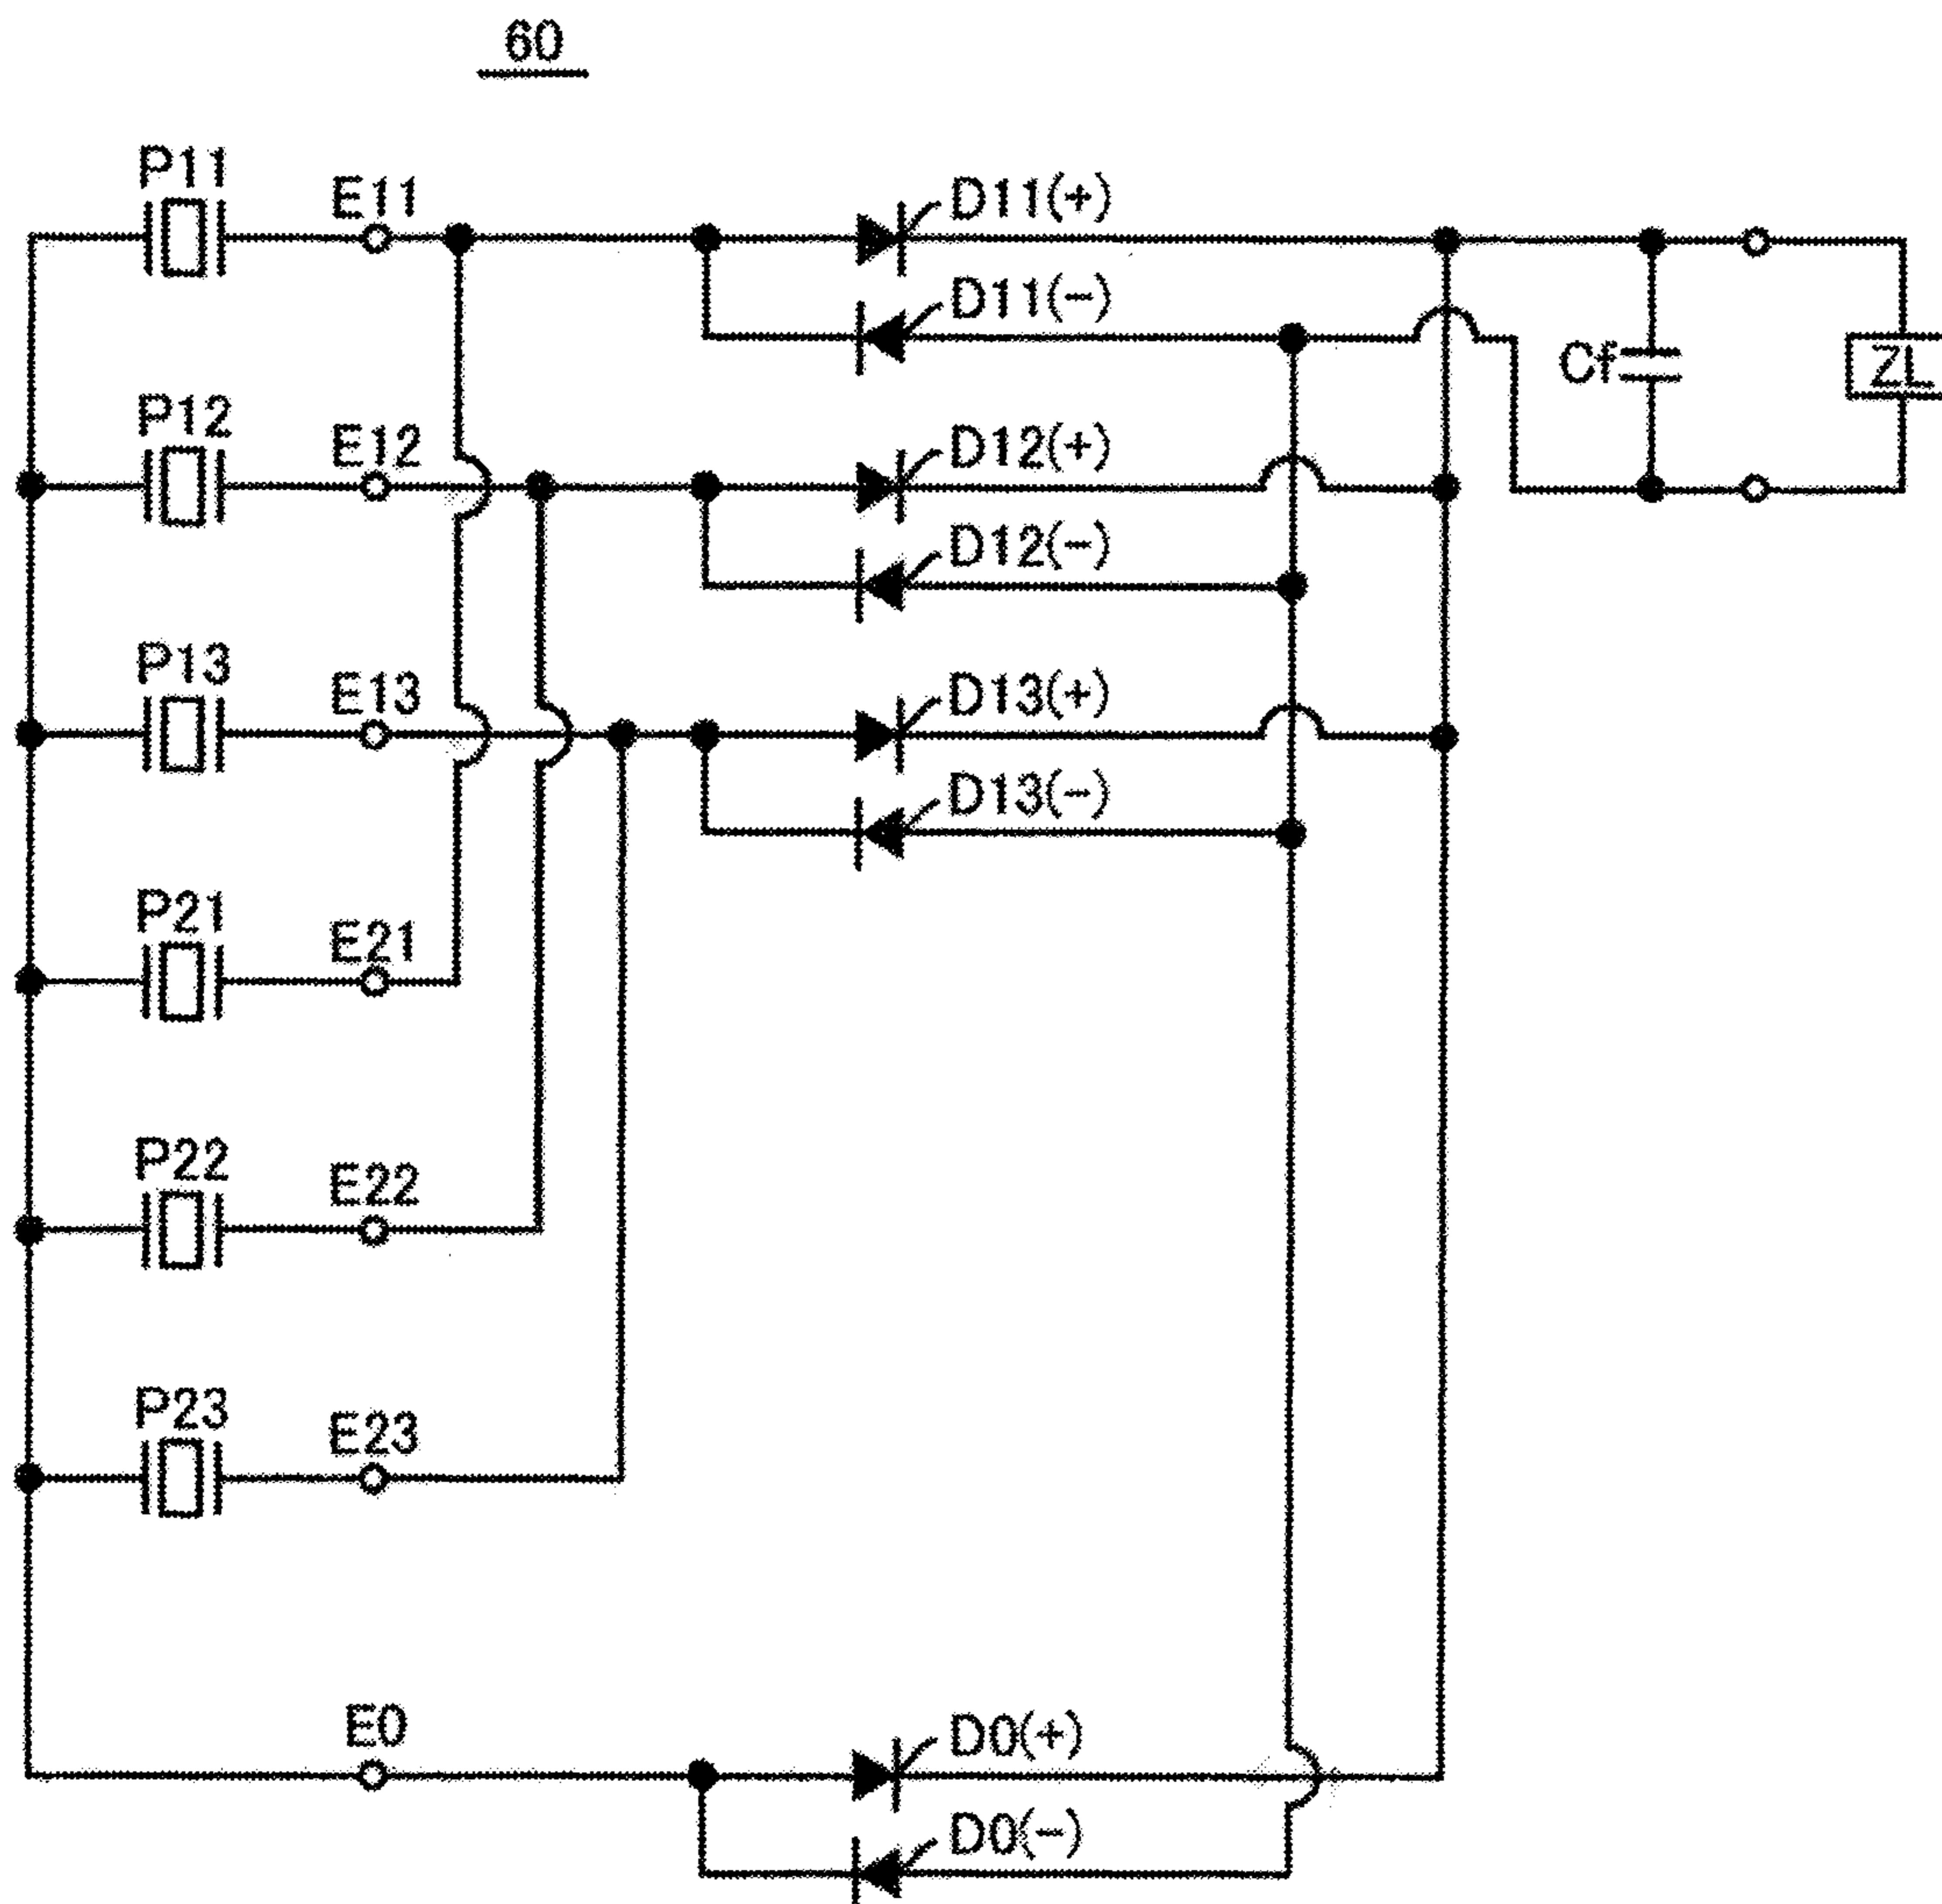 60
P11
E11
D11(+)
D11(-)
Cf
ZL
P12
E12
D12(+)
D12(-)
P13
E13
D13(+)
D13(-)
P21
E21
P22
E22
P23
E23
E0
D0(+)
D0(-)